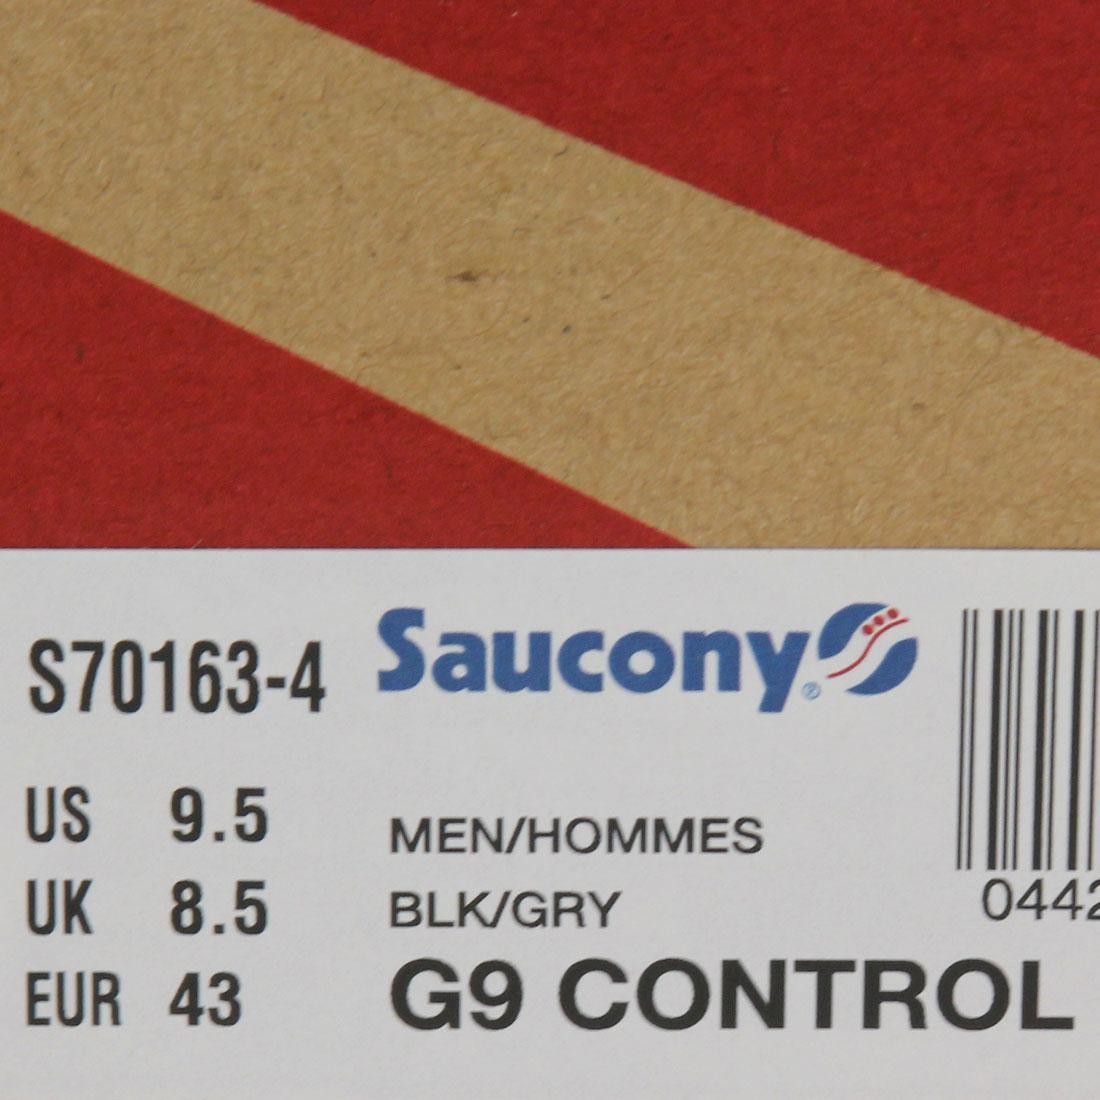 S70163-4
Saucony®
US 9.5
UK 8.5
EUR 43
MEN/HOMMES
BLK/GRY
G9 CONTROL
0442